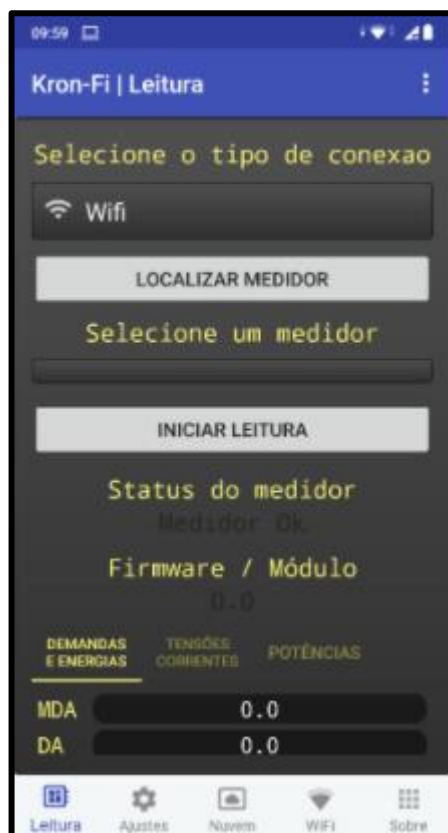 09:59
Kron-Fi | Leitura
Selecione o tipo de conexao
Wifi
LOCALIZAR MEDIDOR
Selecione um medidor
INICIAR LEITURA
Status do medidor
Medidor Ok
Firmware / Módulo
0.0
DEMANDAS
E ENERGIAS
TENSÕES
CORRENTES
POTÊNCIAS
MDA 0.0
DA 0.0
Leitura Ajustes Nuvem WiFi Sobre